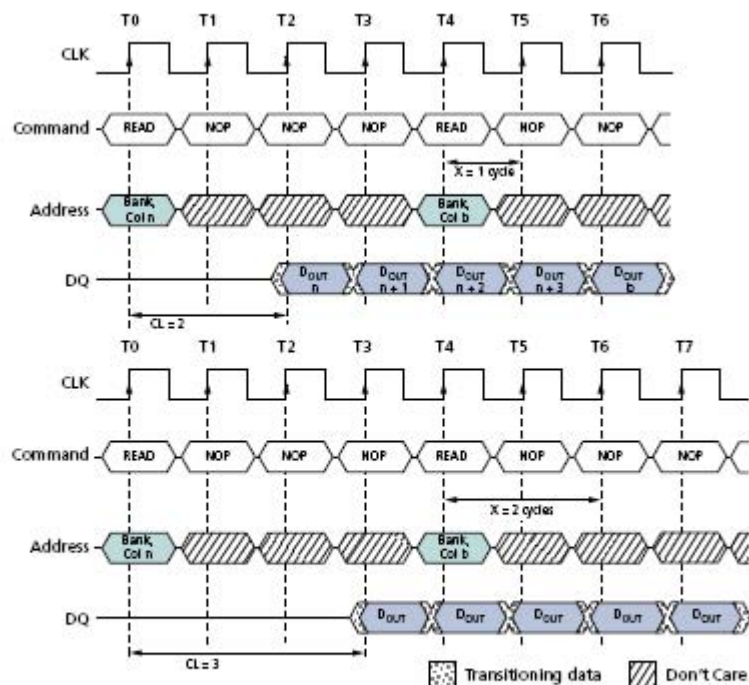 T0 T1 T2 T3 T4 T5 T6
CLK
Command READ NOP NOP NOP READ NOP NOP
X = 1 cycle
Address Bank, Col n Bank, Col b
DQ DOUT n DOUT n + 1 DOUT n + 2 DOUT n + 3 DOUT b
CL = 2
T0 T1 T2 T3 T4 T5 T6 T7
CLK
Command READ NOP NOP NOP READ NOP NOP NOP
X = 2 cycles
Address Bank, Col n Bank, Col b
DQ DOUT DOUT DOUT DOUT DOUT
CL = 3
Transitioning data Don't Care